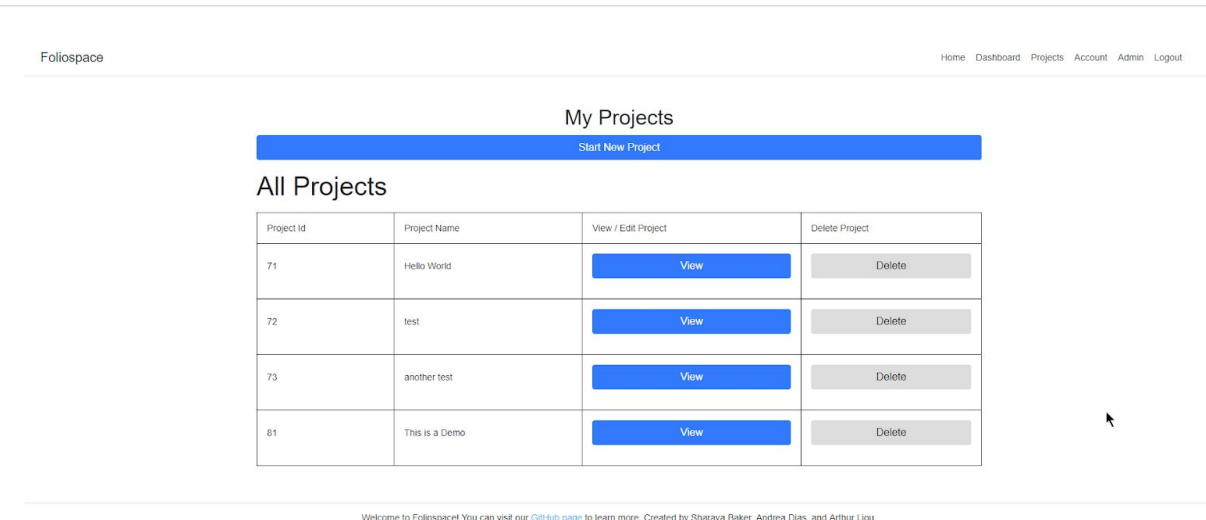 Foliospace
Home Dashboard Projects Account Admin Logout
My Projects
Start New Project
All Projects
Project Id Project Name View / Edit Project Delete Project
71 Hello World View Delete
72 test View Delete
73 another test View Delete
81 This is a Demo View Delete
Welcome to Foliospace! You can visit our GitHub page to learn more. Created by Sharaya Baker, Andrea Dias, and Arthur Liou